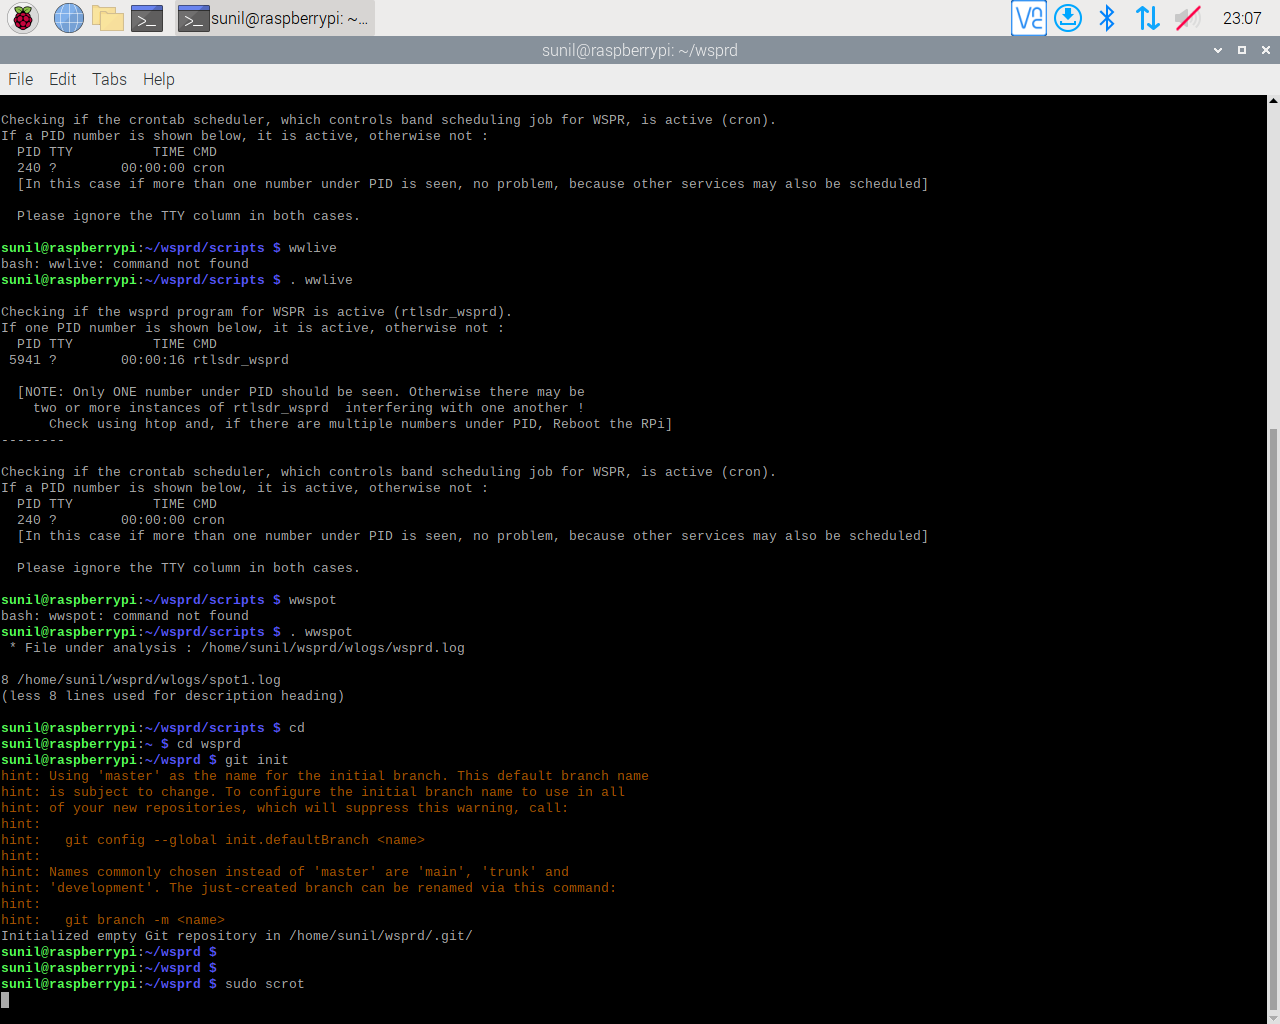 sunil@raspberrypi: ~...
23:07
sunil@raspberrypi: ~/wsprd
File Edit Tabs Help
Checking if the crontab scheduler, which controls band scheduling job for WSPR, is active (cron).
If a PID number is shown below, it is active, otherwise not :
  PID TTY          TIME CMD
  240 ?        00:00:00 cron
  [In this case if more than one number under PID is seen, no problem, because other services may also be scheduled]
  Please ignore the TTY column in both cases.
sunil@raspberrypi:~/wsprd/scripts $ wwlive
bash: wwlive: command not found
sunil@raspberrypi:~/wsprd/scripts $ . wwlive
Checking if the wsprd program for WSPR is active (rtlsdr_wsprd).
If one PID number is shown below, it is active, otherwise not :
  PID TTY          TIME CMD
 5941 ?        00:00:16 rtlsdr_wsprd
  [NOTE: Only ONE number under PID should be seen. Otherwise there may be
    two or more instances of rtlsdr_wsprd  interfering with one another !
      Check using htop and, if there are multiple numbers under PID, Reboot the RPi]
--------
Checking if the crontab scheduler, which controls band scheduling job for WSPR, is active (cron).
If a PID number is shown below, it is active, otherwise not :
  PID TTY          TIME CMD
  240 ?        00:00:00 cron
  [In this case if more than one number under PID is seen, no problem, because other services may also be scheduled]
  Please ignore the TTY column in both cases.
sunil@raspberrypi:~/wsprd/scripts $ wwspot
bash: wwspot: command not found
sunil@raspberrypi:~/wsprd/scripts $ . wwspot
 * File under analysis : /home/sunil/wsprd/wlogs/wsprd.log
8 /home/sunil/wsprd/wlogs/spot1.log
(less 8 lines used for description heading)
sunil@raspberrypi:~/wsprd/scripts $ cd
sunil@raspberrypi:~ $ cd wsprd
sunil@raspberrypi:~/wsprd $ git init
hint: Using 'master' as the name for the initial branch. This default branch name
hint: is subject to change. To configure the initial branch name to use in all
hint: of your new repositories, which will suppress this warning, call:
hint:
hint:   git config --global init.defaultBranch <name>
hint:
hint: Names commonly chosen instead of 'master' are 'main', 'trunk' and
hint: 'development'. The just-created branch can be renamed via this command:
hint:
hint:   git branch -m <name>
Initialized empty Git repository in /home/sunil/wsprd/.git/
sunil@raspberrypi:~/wsprd $
sunil@raspberrypi:~/wsprd $
sunil@raspberrypi:~/wsprd $ sudo scrot